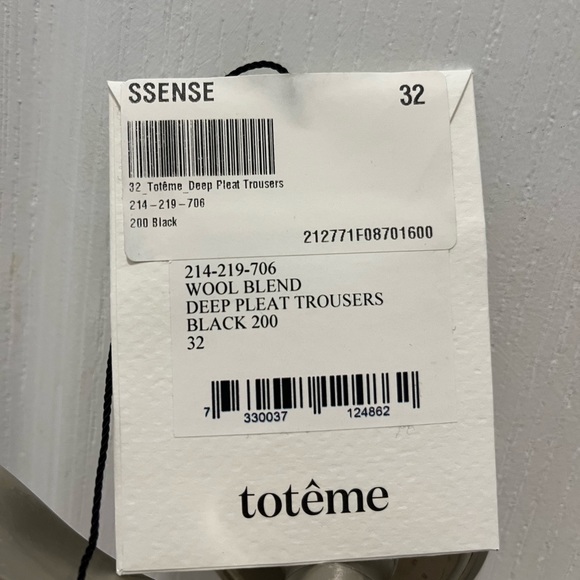 SSENSE 32
32_Totême_Deep Pleat Trousers
214-219-706
200 Black
212771F08701600
214-219-706
WOOL BLEND
DEEP PLEAT TROUSERS
BLACK 200
32
7 330037 124862
totême